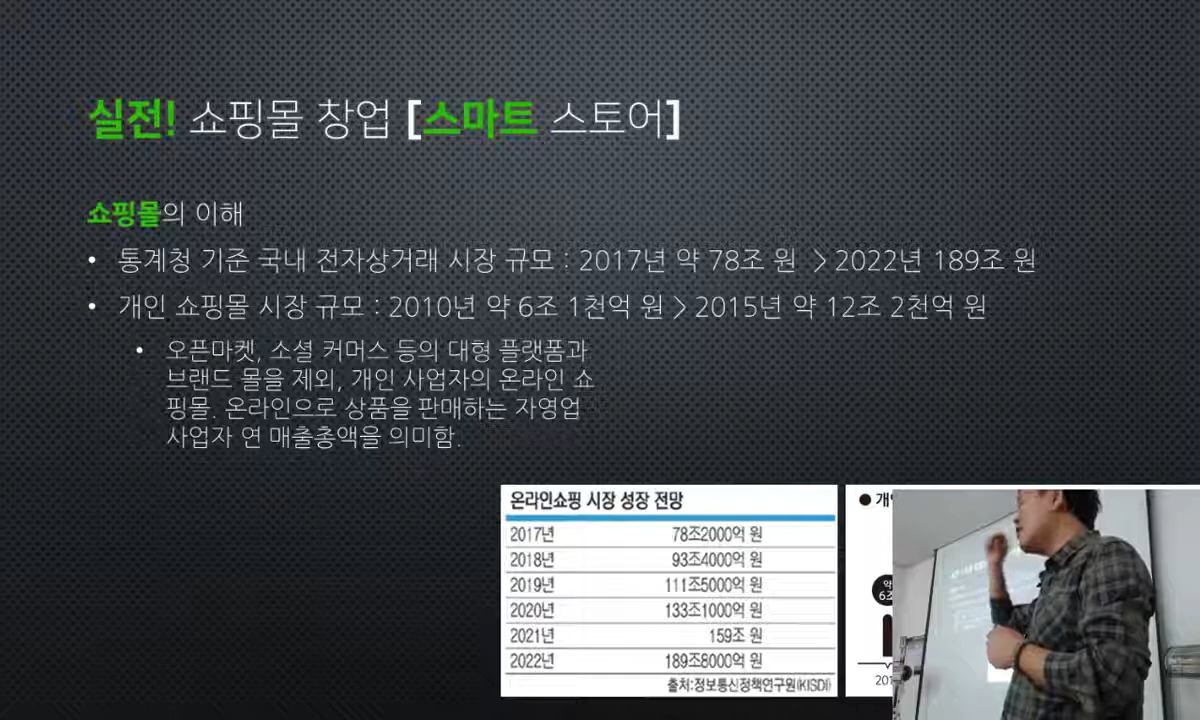 실전! 쇼핑몰 창업 [스마트 스토어]
쇼핑몰의 이해
• 통계청 기준 국내 전자상거래 시장 규모 : 2017년 약 78조 원 > 2022년 189조 원
• 개인 쇼핑몰 시장 규모 : 2010년 약 6조 1천억 원 > 2015년 약 12조 2천억 원
• 오픈마켓, 소셜 커머스 등의 대형 플랫폼과
브랜드 몰을 제외, 개인 사업자의 온라인 쇼
핑몰. 온라인으로 상품을 판매하는 자영업
사업자 연 매출총액을 의미함.
온라인쇼핑 시장 성장 전망
2017년 78조2000억 원
2018년 93조4000억 원
2019년 111조5000억 원
2020년 133조1000억 원
2021년 159조 원
2022년 189조8000억 원
출처:정보통신정책연구원(KISDI)
● 개인
약
6조
201